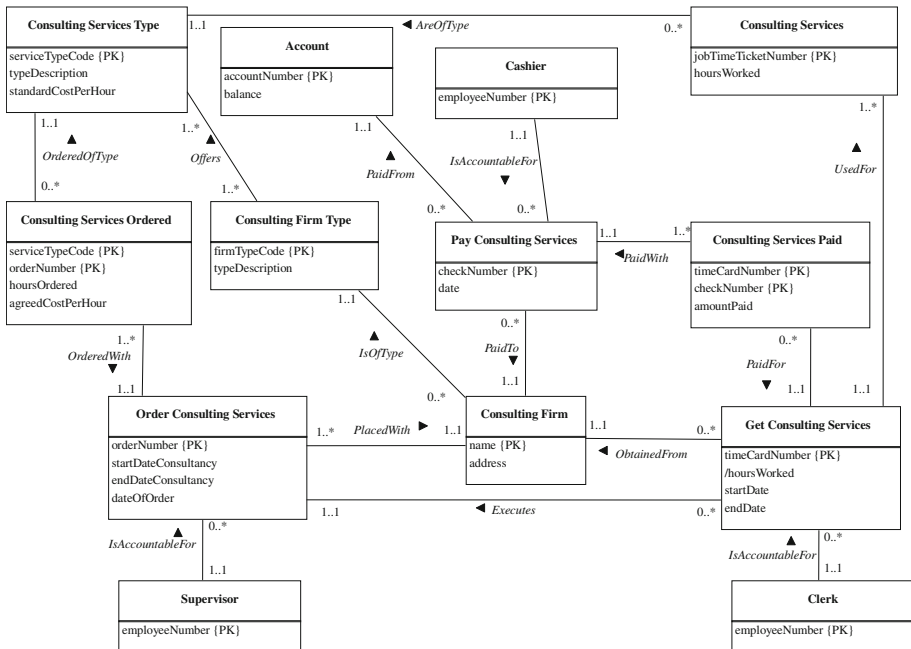 Consulting Services Type
serviceTypeCode {PK}
typeDescription
standardCostPerHour
1..1
AreOfType
0..*
Consulting Services
jobTimeTicketNumber {PK}
hoursWorked
Account
accountNumber {PK}
balance
Cashier
employeeNumber {PK}
1..1
OrderedOfType
0..*
1..*
Offers
1..*
1..1
PaidFrom
0..*
1..1
IsAccountableFor
0..*
0..*
UsedFor
1..1
Consulting Services Ordered
serviceTypeCode {PK}
orderNumber {PK}
hoursOrdered
agreedCostPerHour
Consulting Firm Type
firmTypeCode {PK}
typeDescription
Pay Consulting Services
checkNumber {PK}
date
1..1
PaidWith
1..*
Consulting Services Paid
timeCardNumber {PK}
checkNumber {PK}
amountPaid
1..*
OrderedWith
1..1
1..1
IsOfType
0..*
0..*
PaidTo
1..1
0..*
PaidFor
1..1
Order Consulting Services
orderNumber {PK}
startDateConsultancy
endDateConsultancy
dateOfOrder
1..*
PlacedWith
1..1
Consulting Firm
name {PK}
address
1..1
ObtainedFrom
0..*
Get Consulting Services
timeCardNumber {PK}
/hoursWorked
startDate
endDate
1..1
Executes
0..*
0..*
IsAccountableFor
1..1
0..*
IsAccountableFor
1..1
Supervisor
employeeNumber {PK}
Clerk
employeeNumber {PK}